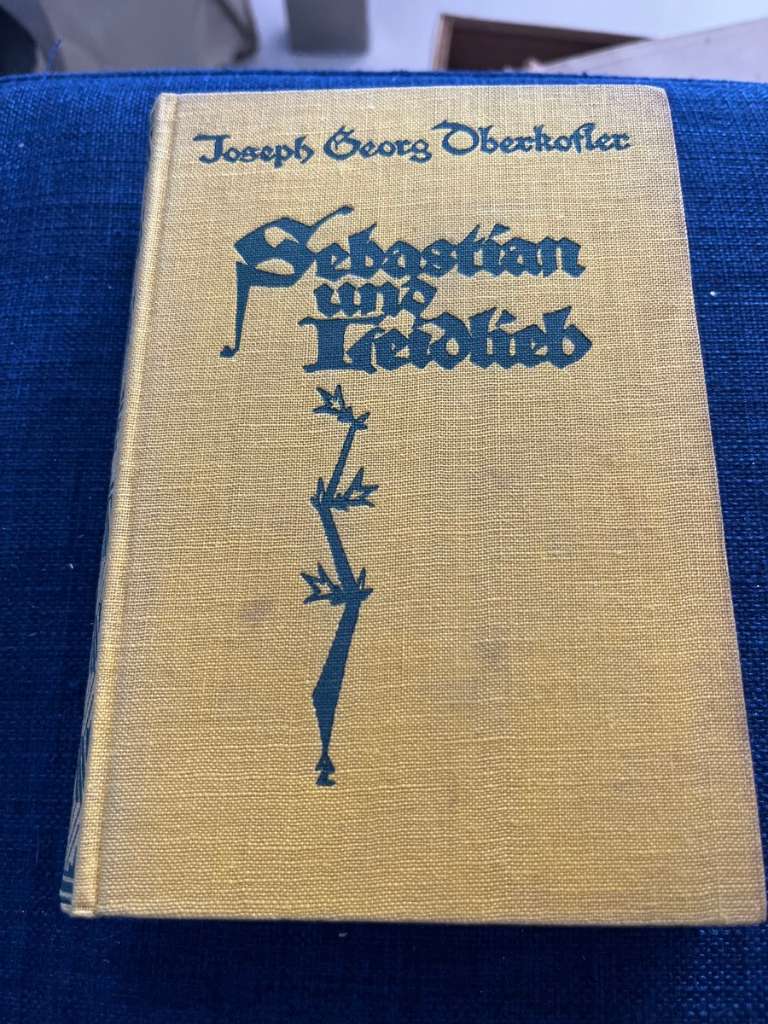 Joseph Georg Oberkofler
Sebastian
und
Leidlieb